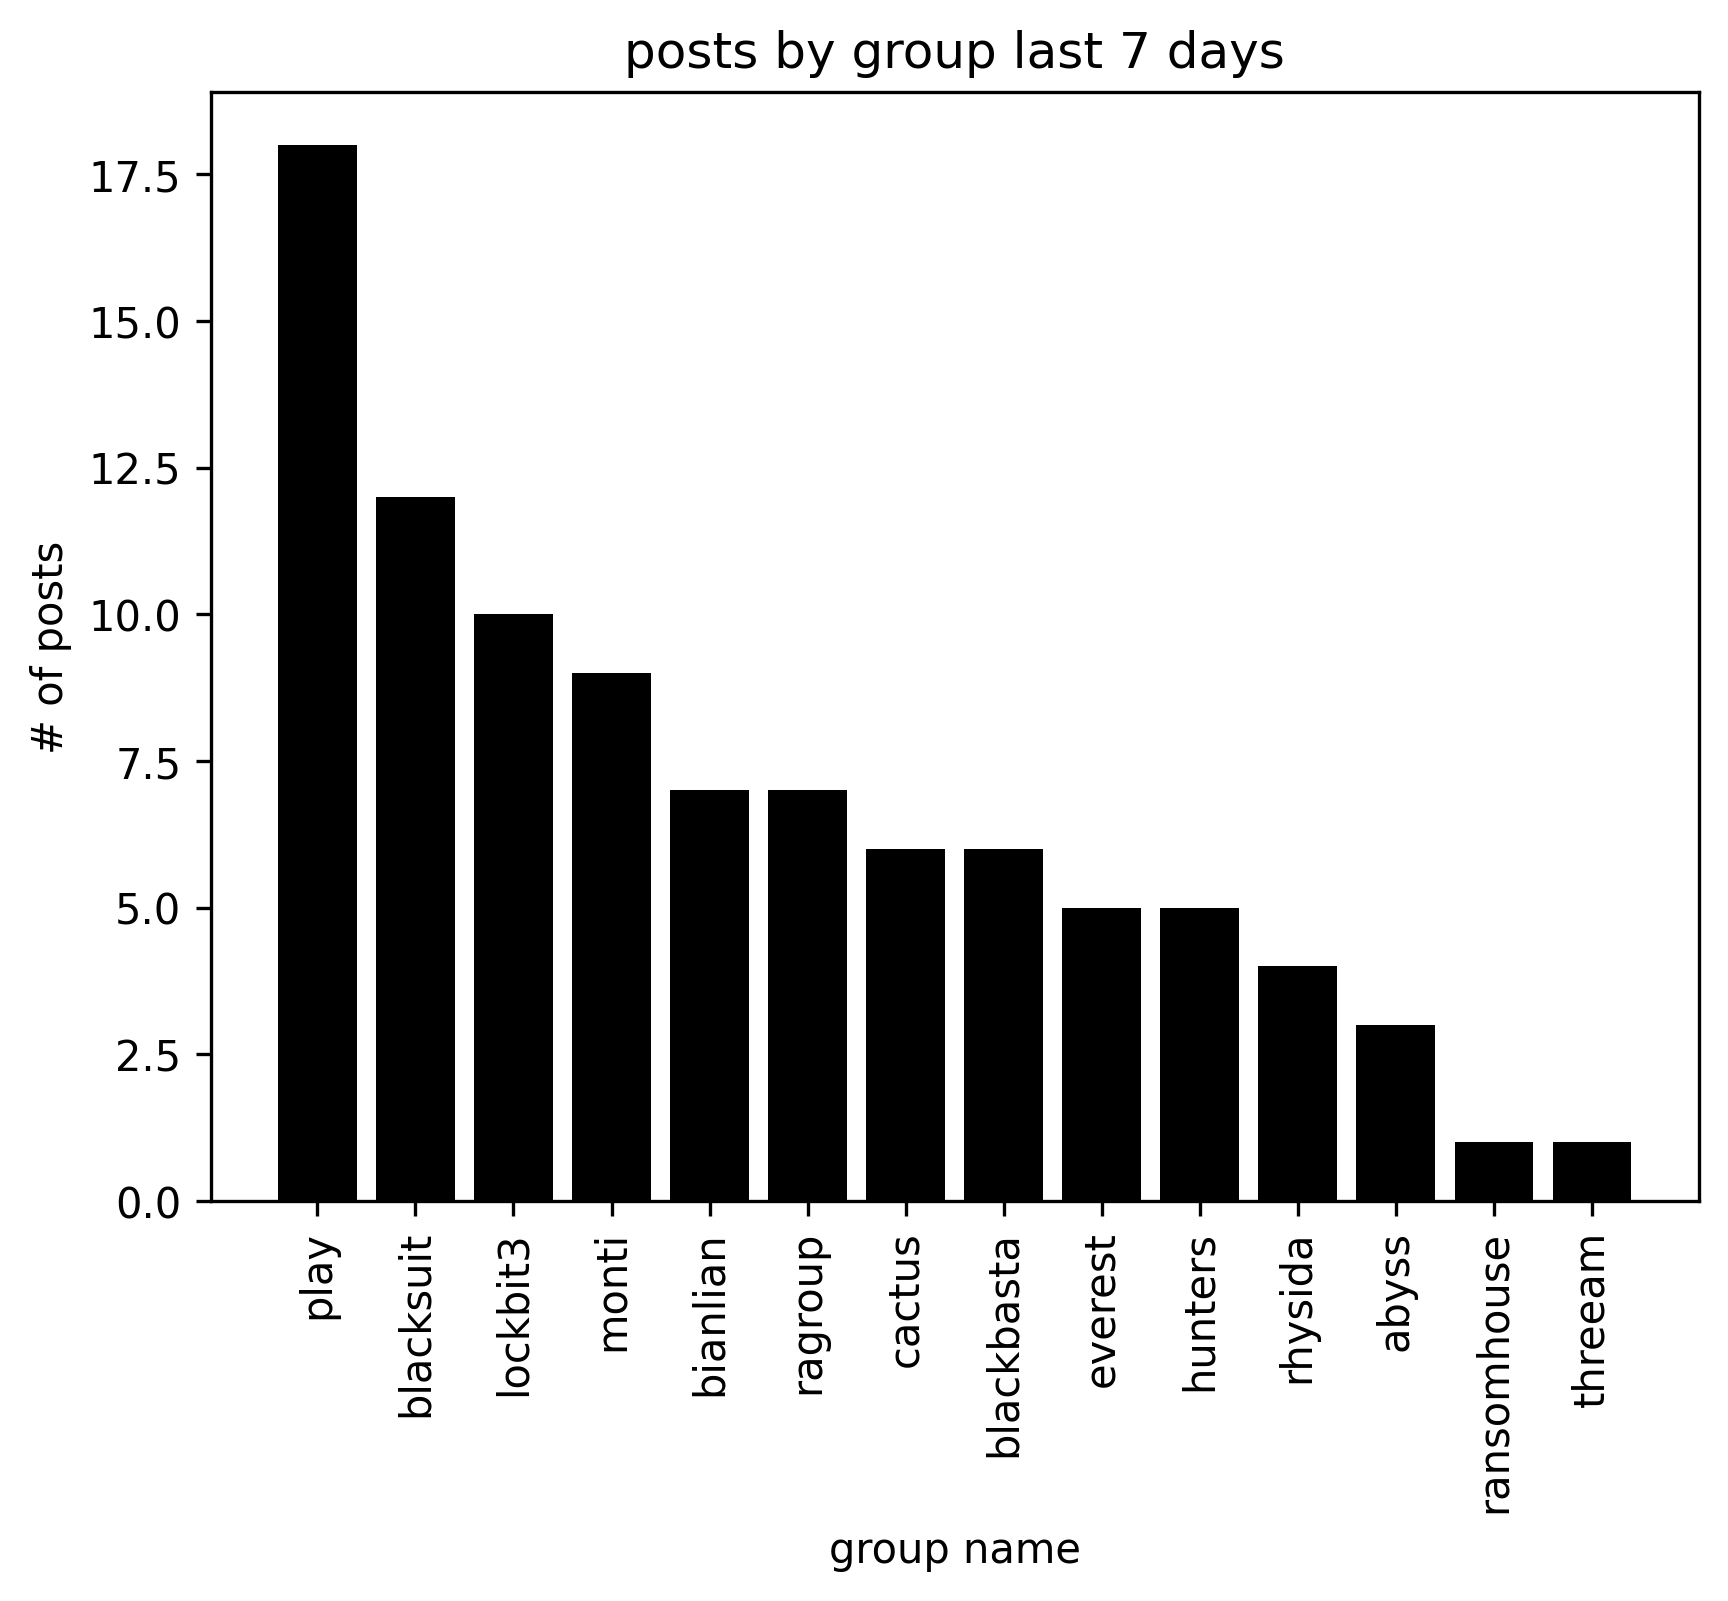 posts by group last 7 days
17.5
15.0
12.5
10.0
7.5
5.0
2.5
0.0
# of posts
play
blacksuit
lockbit3
monti
bianlian
ragroup
cactus
blackbasta
everest
hunters
rhysida
abyss
ransomhouse
threeam
group name